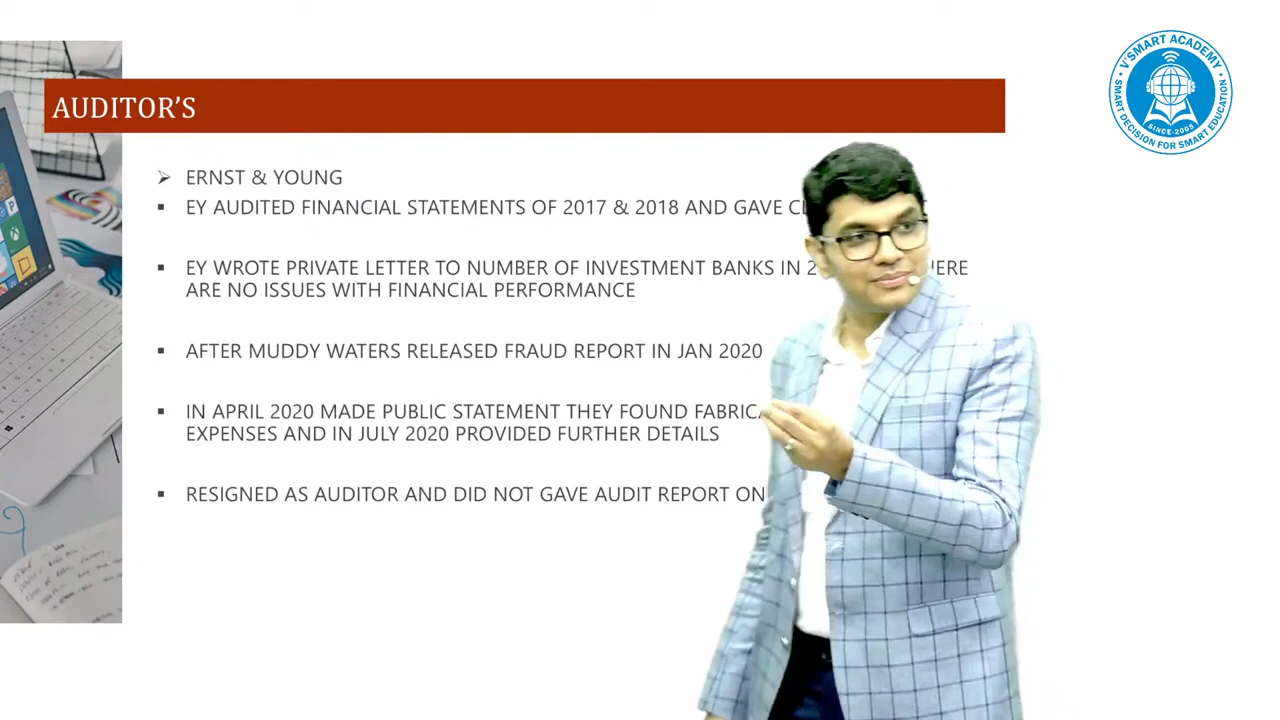 V'SMART ACADEMY
SMART DECISION FOR SMART EDUCATION
SINCE-2005
AUDITOR'S
ERNST & YOUNG
EY AUDITED FINANCIAL STATEMENTS OF 2017 & 2018 AND GAVE
EY WROTE PRIVATE LETTER TO NUMBER OF INVESTMENT BANKS IN
ARE NO ISSUES WITH FINANCIAL PERFORMANCE
AFTER MUDDY WATERS RELEASED FRAUD REPORT IN JAN 2020
IN APRIL 2020 MADE PUBLIC STATEMENT THEY FOUND
EXPENSES AND IN JULY 2020 PROVIDED FURTHER DETAILS
RESIGNED AS AUDITOR AND DID NOT GAVE AUDIT REPORT ON